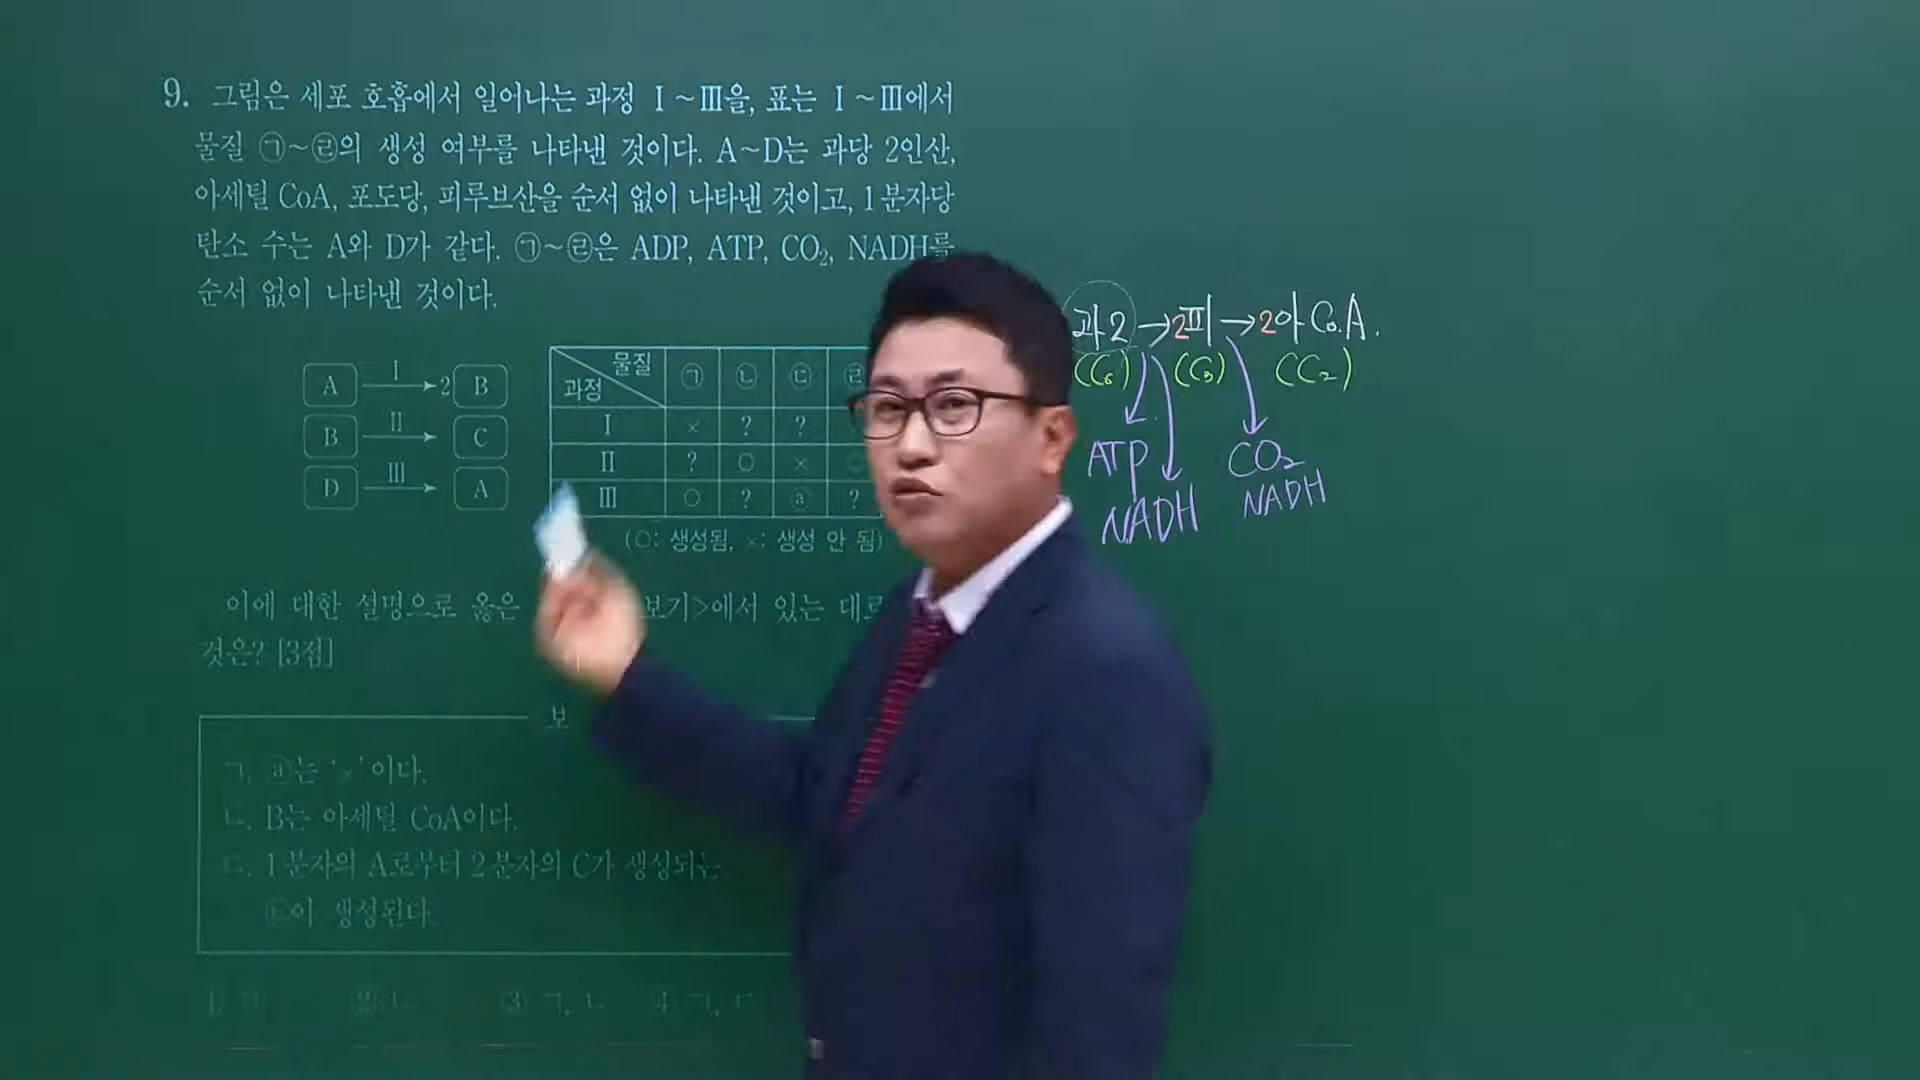 9. 그림은 세포 호흡에서 일어나는 과정 Ⅰ~Ⅲ을, 표는 Ⅰ~Ⅲ에서
물질 ㉠~㉣의 생성 여부를 나타낸 것이다. A~D는 과당 2인산,
아세틸 CoA, 포도당, 피루브산을 순서 없이 나타낸 것이고, 1분자당
탄소 수는 A와 D가 같다. ㉠~㉣은 ADP, ATP, CO₂, NADH를
순서 없이 나타낸 것이다.
A Ⅰ 2 B
B Ⅱ C
D Ⅲ A
물질 ㉠ ㉡ ㉢ ㉣
과정
Ⅰ × ? ?
Ⅱ ? ○ × ○
Ⅲ ○ ? ⓐ ?
(○: 생성됨, ×: 생성 안 됨)
과2 → 2피 → 2아Co.A.
(C₆) (C₃) (C₂)
ATP CO₂
NADH NADH
이에 대한 설명으로 옳은 보기>에서 있는 대로
것은? [3점]
보
ㄱ. ⓐ는 '×'이다.
ㄴ. B는 아세틸 CoA이다.
ㄷ. 1분자의 A로부터 2분자의 C가 생성되는
㉢이 생성된다.
① ㄱ ② ㄴ ③ ㄱ, ㄴ ④ ㄱ, ㄷ